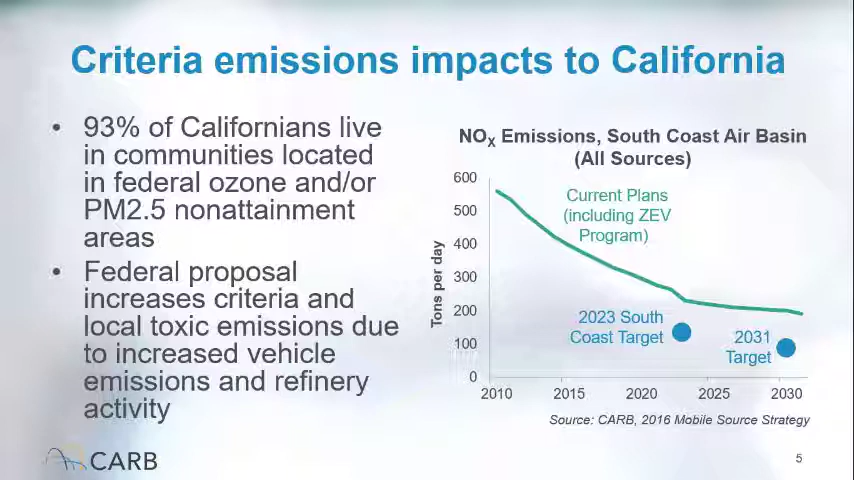 Criteria emissions impacts to California
• 93% of Californians live
in communities located
in federal ozone and/or
PM2.5 nonattainment
areas
• Federal proposal
increases criteria and
local toxic emissions due
to increased vehicle
emissions and refinery
activity
NOX Emissions, South Coast Air Basin
(All Sources)
Tons per day
600
500
400
300
200
100
0
Current Plans
(including ZEV
Program)
2023 South
Coast Target
2031
Target
2010 2015 2020 2025 2030
Source: CARB, 2016 Mobile Source Strategy
CARB
5